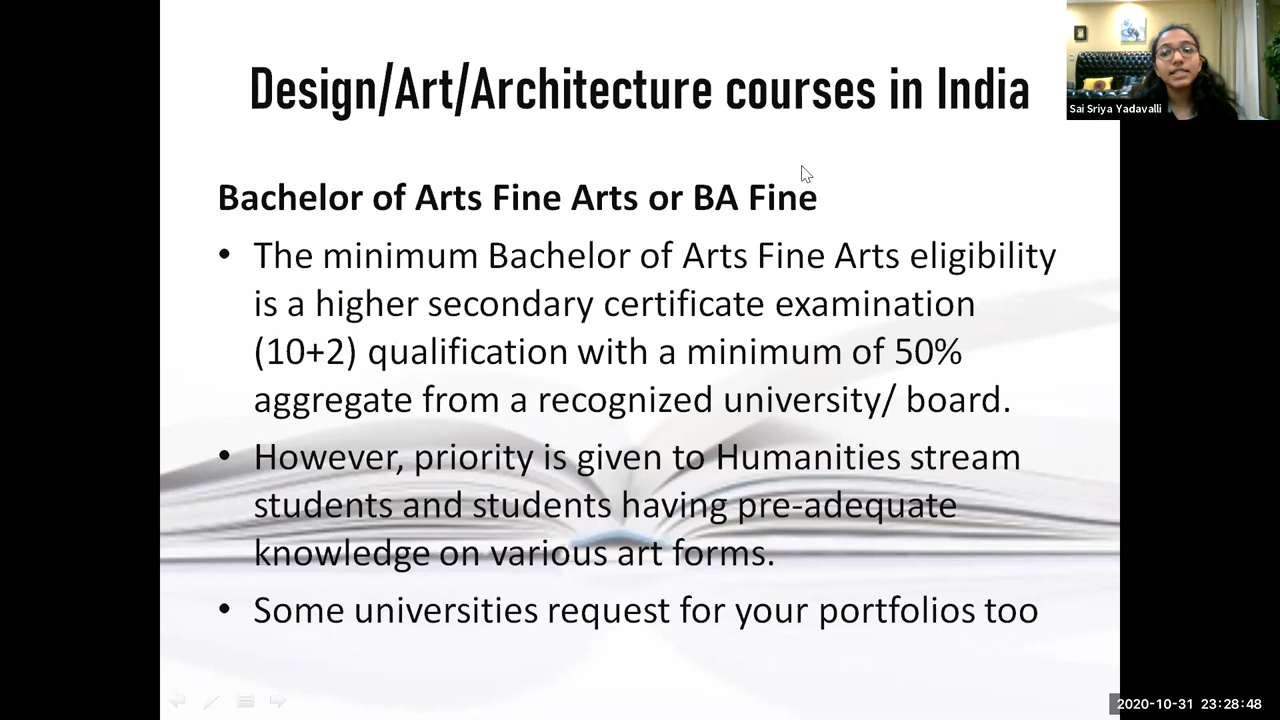 Design/Art/Architecture courses in India
Sai Sriya Yadavalli
Bachelor of Arts Fine Arts or BA Fine
• The minimum Bachelor of Arts Fine Arts eligibility
is a higher secondary certificate examination
(10+2) qualification with a minimum of 50%
aggregate from a recognized university/ board.
• However, priority is given to Humanities stream
students and students having pre-adequate
knowledge on various art forms.
• Some universities request for your portfolios too
2020-10-31 23:28:48